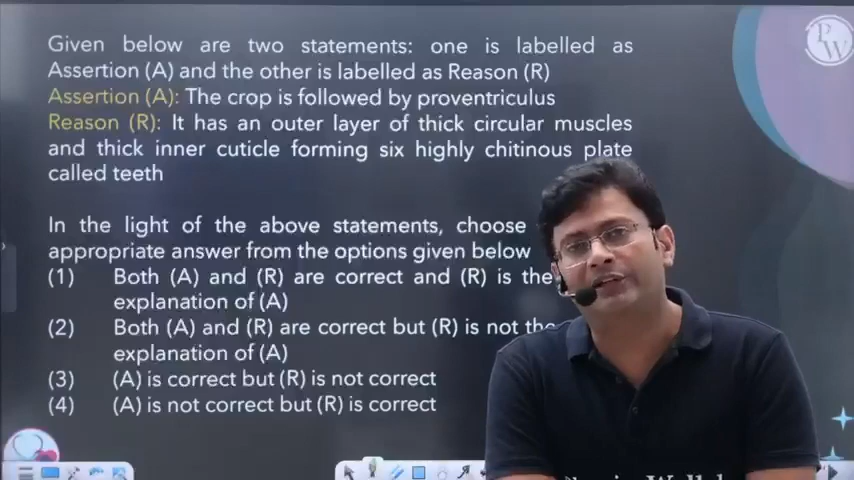 Given below are two statements: one is labelled as
Assertion (A) and the other is labelled as Reason (R)
Assertion (A): The crop is followed by proventriculus
Reason (R): It has an outer layer of thick circular muscles
and thick inner cuticle forming six highly chitinous plate
called teeth
In the light of the above statements, choose
appropriate answer from the options given below
(1) Both (A) and (R) are correct and (R) is the
explanation of (A)
(2) Both (A) and (R) are correct but (R) is not the
explanation of (A)
(3) (A) is correct but (R) is not correct
(4) (A) is not correct but (R) is correct
PW